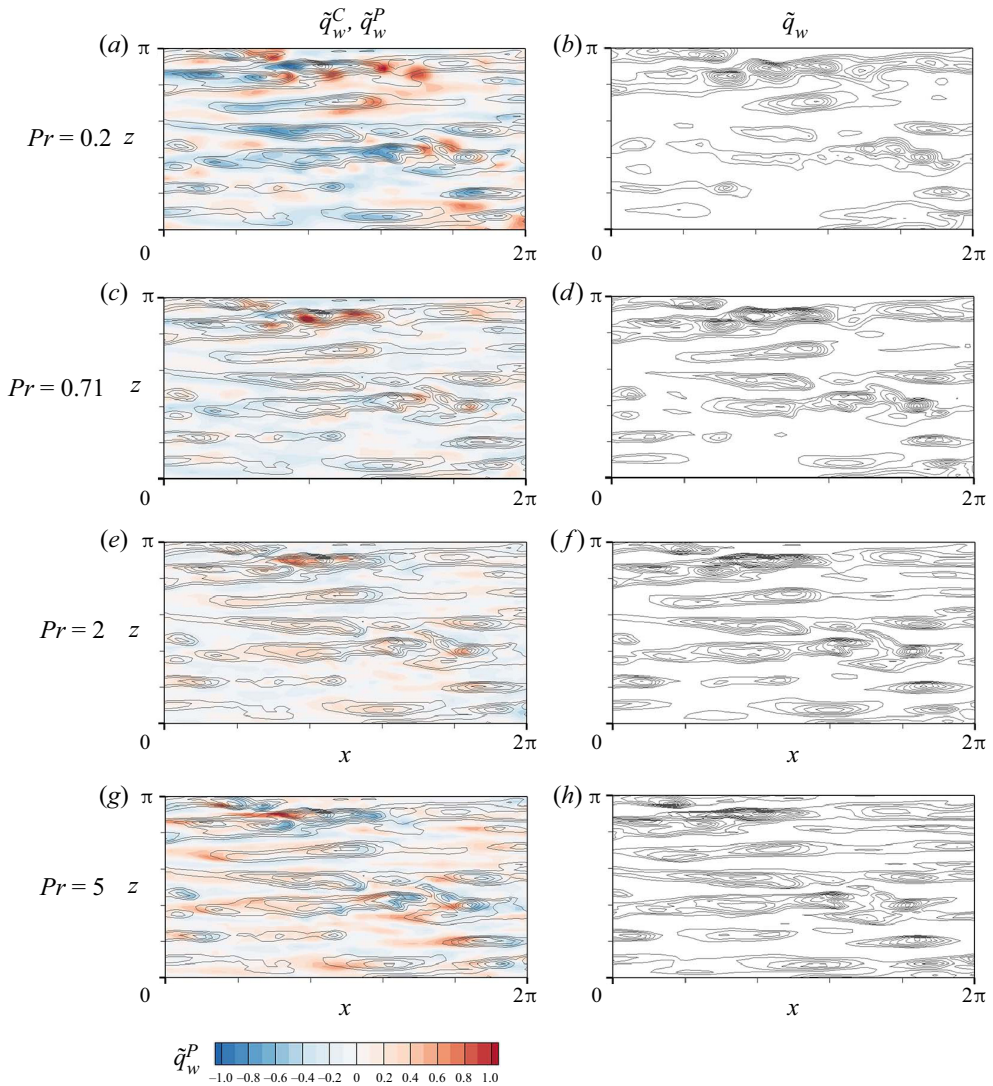 q̃_w^C, q̃_w^P q̃_w
(a) π (b)
Pr = 0.2 z
0 2π 0 2π
(c) π (d)
Pr = 0.71 z
0 2π 0 2π
(e) π (f)
Pr = 2 z
0 x 2π 0 x 2π
(g) π (h)
Pr = 5 z
0 x 2π 0 x 2π
q̃_w^P −1.0 −0.8 −0.6 −0.4 −0.2 0 0.2 0.4 0.6 0.8 1.0